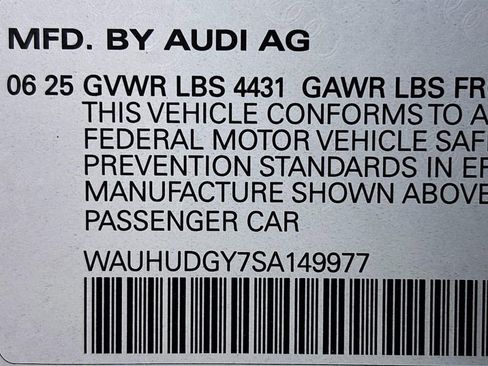 MFD. BY AUDI AG
06 25 GVWR LBS 4431 GAWR LBS FR
THIS VEHICLE CONFORMS TO A
FEDERAL MOTOR VEHICLE SAF
PREVENTION STANDARDS IN EF
MANUFACTURE SHOWN ABOVE
PASSENGER CAR
WAUHUDGY7SA149977